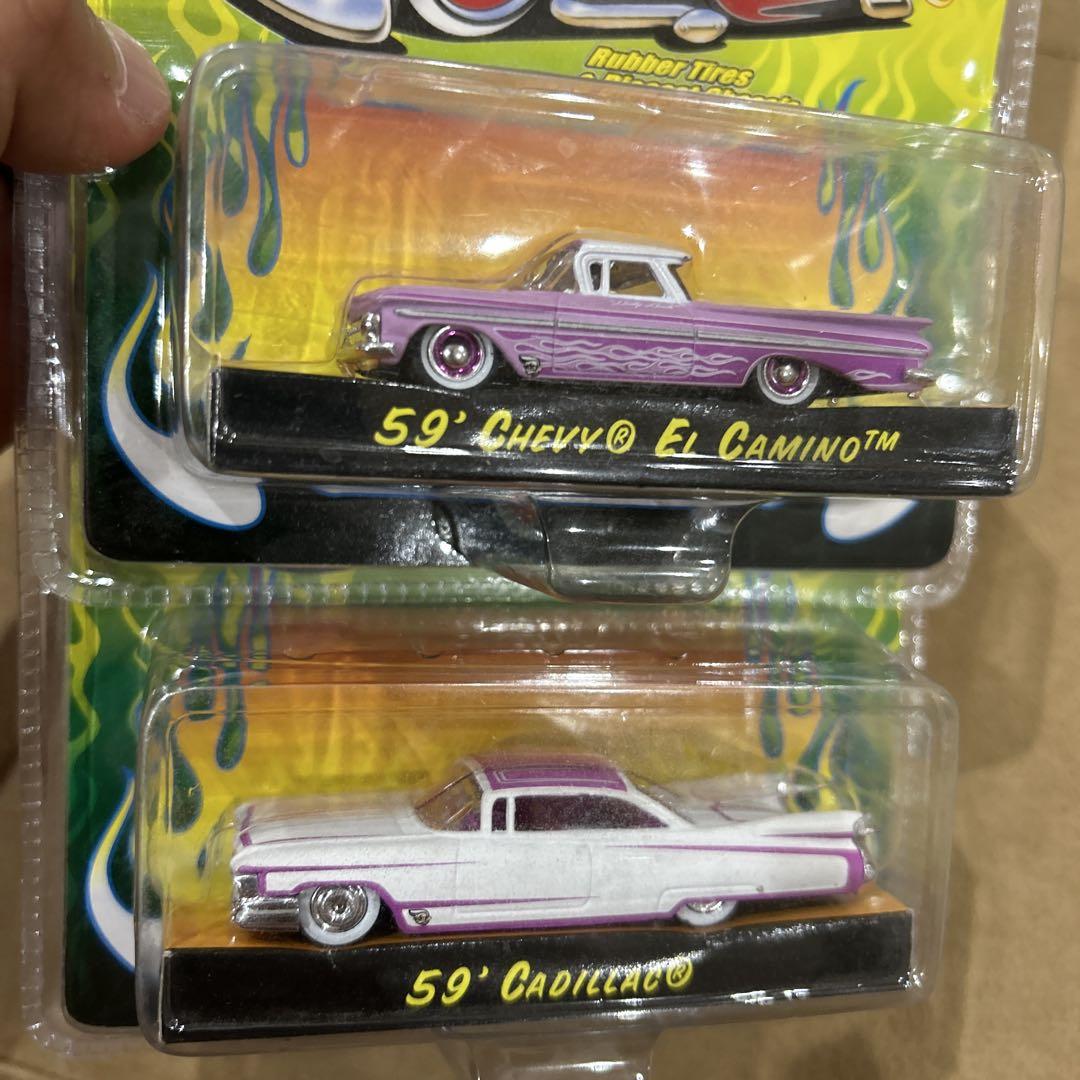 Rubber Tires
59' CHEVY® EL CAMINO™
59' CADILLAC®